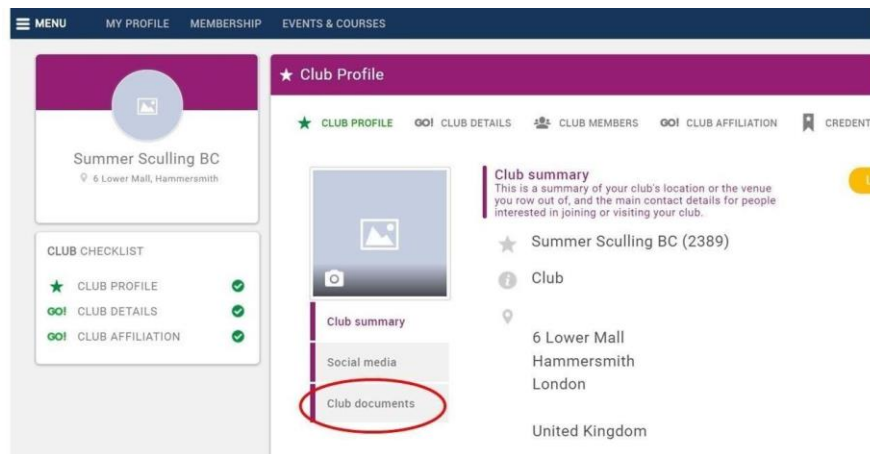 MENU MY PROFILE MEMBERSHIP EVENTS & COURSES
Summer Sculling BC
6 Lower Mall, Hammersmith
CLUB CHECKLIST
CLUB PROFILE
GO! CLUB DETAILS
GO! CLUB AFFILIATION
Club Profile
CLUB PROFILE GO! CLUB DETAILS CLUB MEMBERS GO! CLUB AFFILIATION CREDENT
Club summary
Social media
Club documents
Club summary
This is a summary of your club's location or the venue
you row out of, and the main contact details for people
interested in joining or visiting your club.
Summer Sculling BC (2389)
Club
6 Lower Mall
Hammersmith
London
United Kingdom